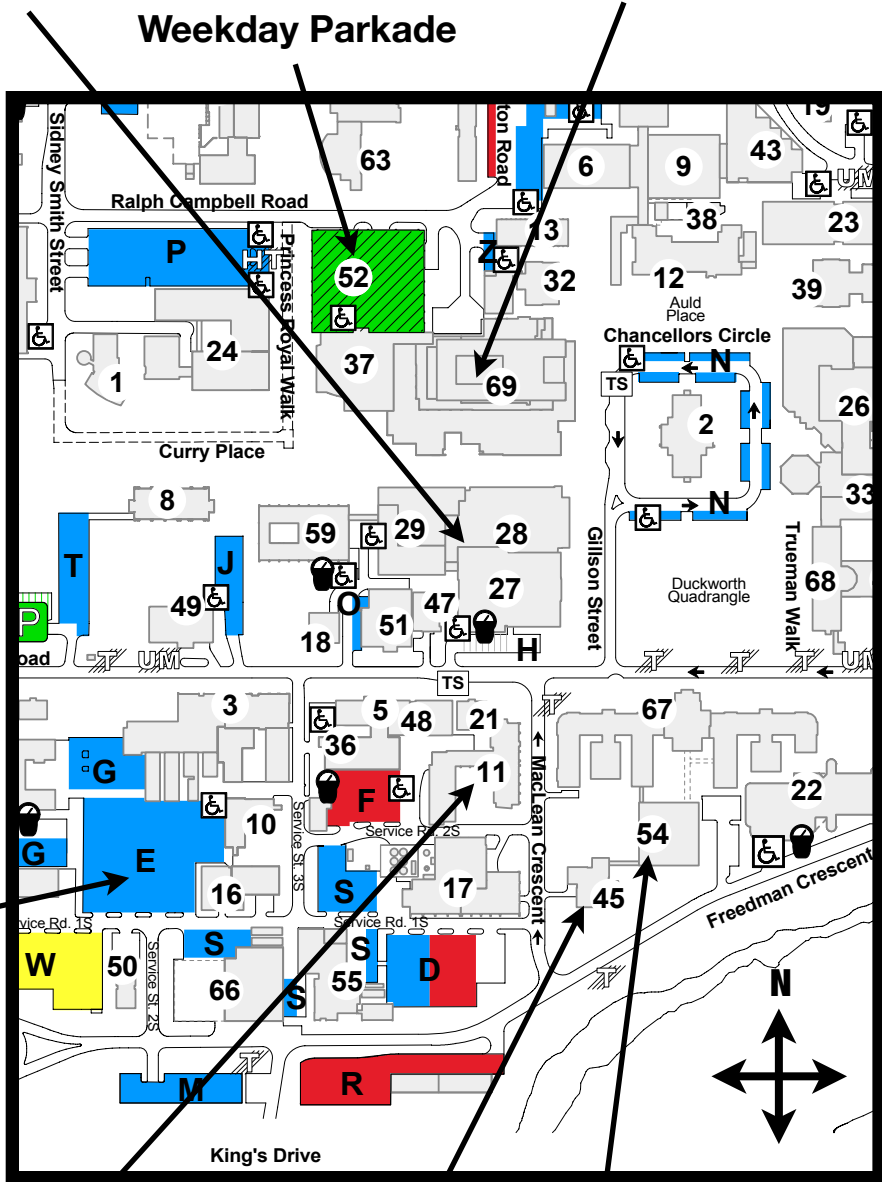 Weekday Parkade
Sidney Smith Street
63
ton Road
6
9
43
19
UM
Ralph Campbell Road
P
HT
Princess Royal Walk
52
Z
13
38
23
32
12
39
Auld
Place
Chancellors Circle
N
TS
1
24
37
69
2
26
Curry Place
N
33
8
59
29
28
Gillson Street
Trueman Walk
T
J
Duckworth
Quadrangle
68
49
O
47
27
P
18
51
H
oad
T
UM
TS
T
T
T
UM
3
5
48
21
T
67
36
11
G
F
MacLean Crescent
22
10
Service St. 3S
Service Rd. 2S
54
G
E
S
17
16
45
Freedman Crescent
vice Rd. 1S
Service Rd. 1S
W
50
Service St. 2S
S
S
D
66
S
55
T
N
T
M
R
King's Drive